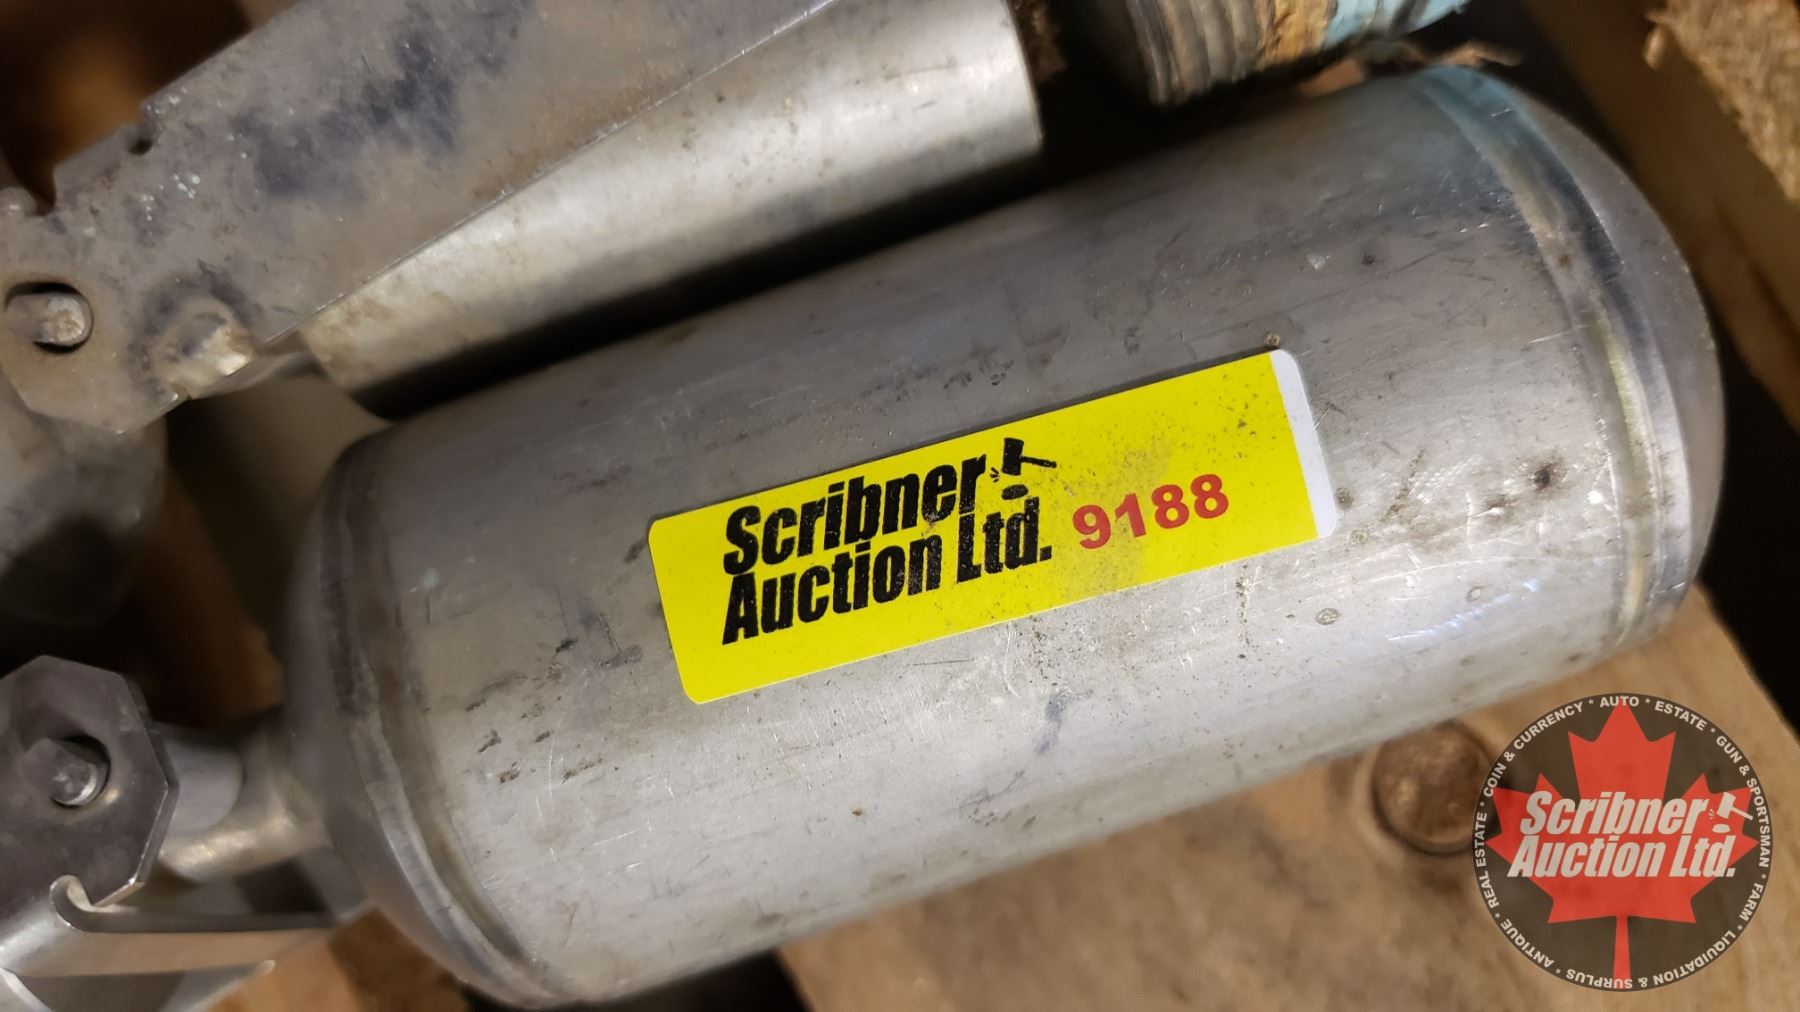 Scribner
Auction Ltd.
9188
COIN & CURRENCY * AUTO * ESTATE * GUN & SPORTSMAN * FARM * LIQUIDATION & SURPLUS * ANTIQUE * REAL ESTATE *
Scribner
Auction Ltd.